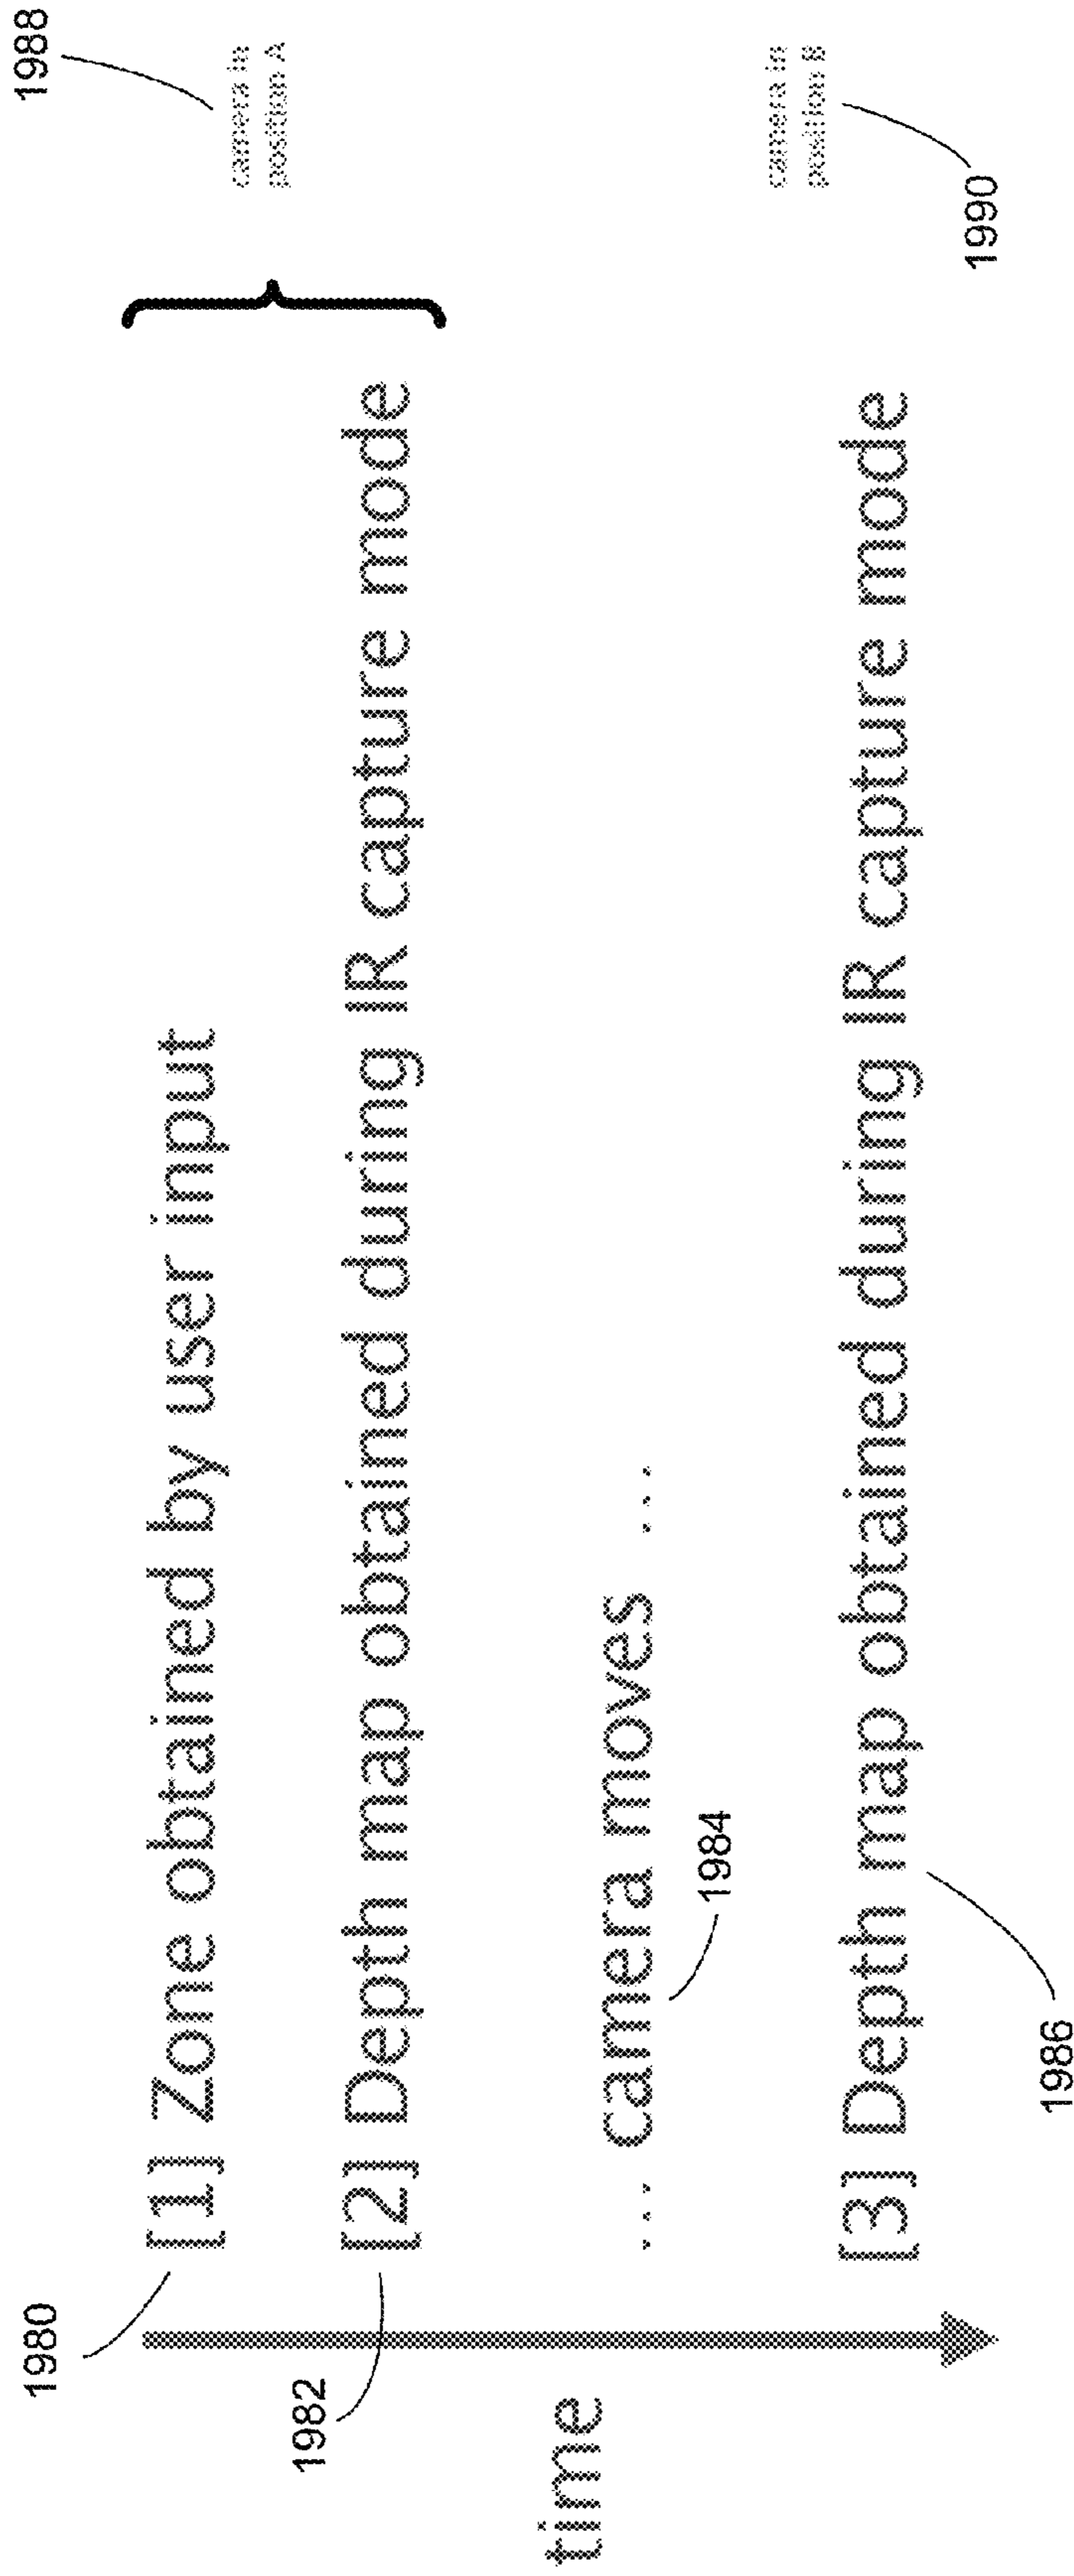 1988
1980
[1] Zone obtained by user input
camera in
position A
1982
[2] Depth map obtained during IR capture mode
time
... camera moves ...
1984
camera in
position B
1990
[3] Depth map obtained during IR capture mode
1986